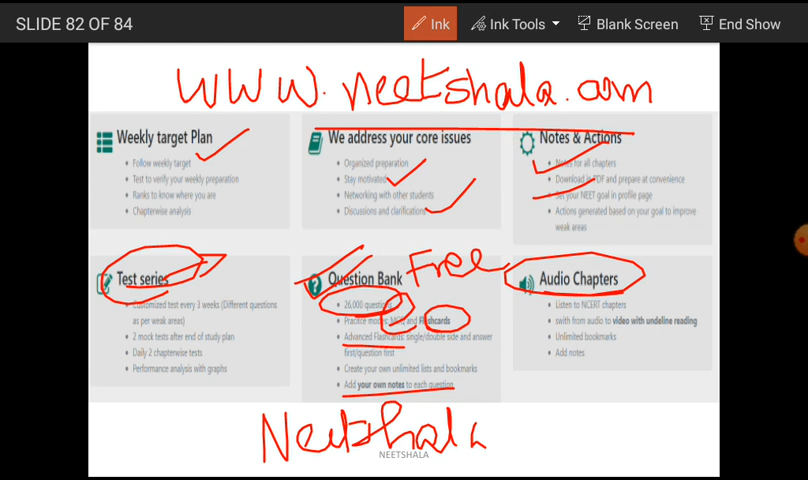 SLIDE 82 OF 84
Ink
Ink Tools
Blank Screen
End Show
www.neetshala.com
Weekly target Plan
• Follow weekly target
• Test to verify your weekly preparation
• Ranks to know where you are
• Chapterwise analysis
We address your core issues
• Organized preparation
• Stay motivated
• Networking with other students
• Discussions and clarifications
Notes & Actions
• Notes for all chapters
• Download in PDF and prepare at convenience
• Set your NEET goal in profile page
• Actions generated based on your goal to improve
weak areas
Test series
• Customized test every 3 weeks (Different questions
as per weak areas)
• 2 mock tests after end of study plan
• Daily 2 chapterwise tests
• Performance analysis with graphs
Question Bank
Free
• 26,000 questions
• Practice modes: MCQ and Flashcards
• Advanced Flashcards: single/double side and answer
first/question first
• Create your own unlimited lists and bookmarks
• Add your own notes to each question
Audio Chapters
• Listen to NCERT chapters
• swith from audio to video with undeline reading
• Unlimited bookmarks
• Add notes
Neetshala
NEETSHALA